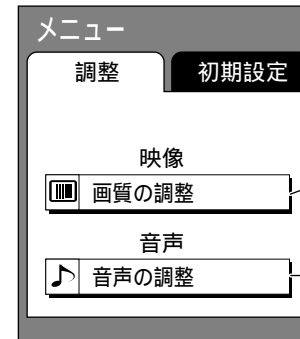 メニュー
調整 初期設定
映像
画質の調整
音声
音声の調整